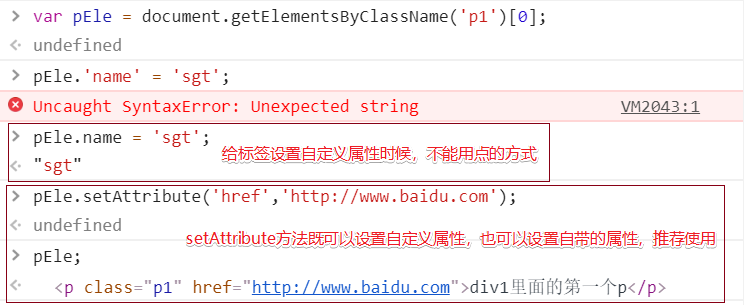 var pEle = document.getElementsByClassName('p1')[0];
undefined
pEle.'name' = 'sgt';
Uncaught SyntaxError: Unexpected string VM2043:1
pEle.name = 'sgt';
给标签设置自定义属性时候，不能用点的方式
"sgt"
pEle.setAttribute('href','http://www.baidu.com');
undefined
setAttribute方法既可以设置自定义属性，也可以设置自带的属性，推荐使用
pEle;
<p class="p1" href="http://www.baidu.com">div1里面的第一个p</p>